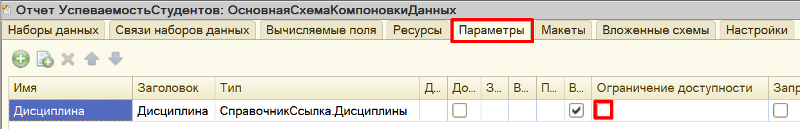 Отчет УспеваемостьСтудентов: ОсновнаяСхемаКомпоновкиДанных
Наборы данных Связи наборов данных Вычисляемые поля Ресурсы Параметры Макеты Вложенные схемы Настройки
Имя Заголовок Тип Д... До... З... В... П... В... Ограничение доступности Запр
Дисциплина Дисциплина СправочникСсылка.Дисциплины